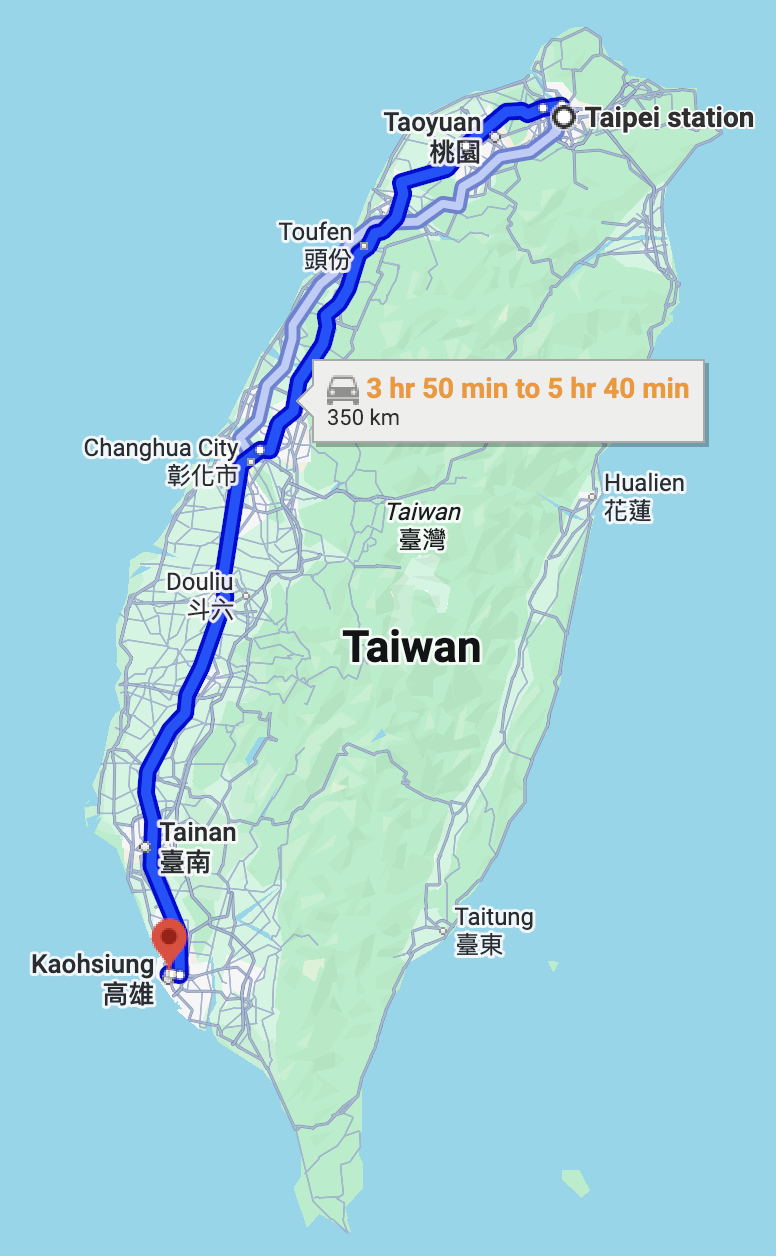 Taipei station
Taoyuan
桃園
Toufen
頭份
3 hr 50 min to 5 hr 40 min
350 km
Changhua City
彰化市
Hualien
花蓮
Taiwan
臺灣
Douliu
斗六
Taiwan
Tainan
臺南
Taitung
臺東
Kaohsiung
高雄